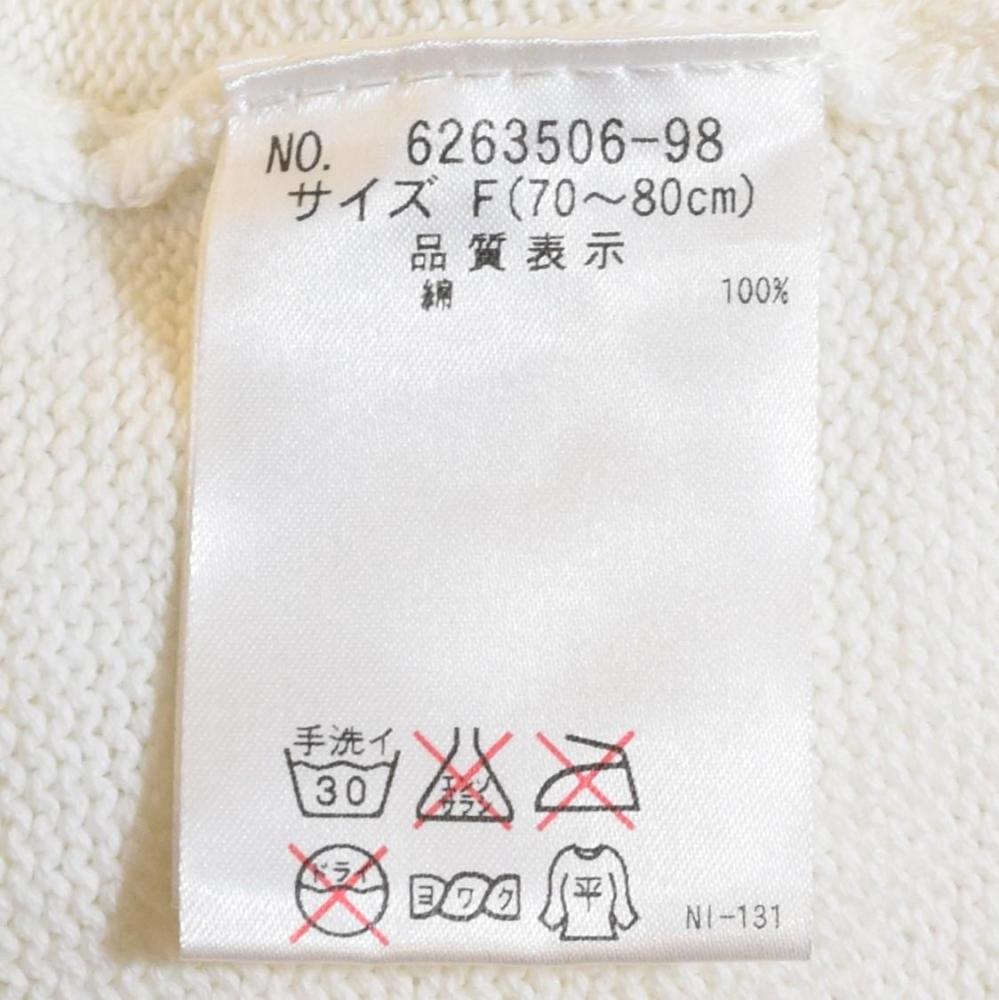 NO. 6263506-98
サイズ F(70～80cm)
品質表示
綿 100%
手洗イ
30
エンソ
サラシ
ドライ
ヨワク
平
NI-131